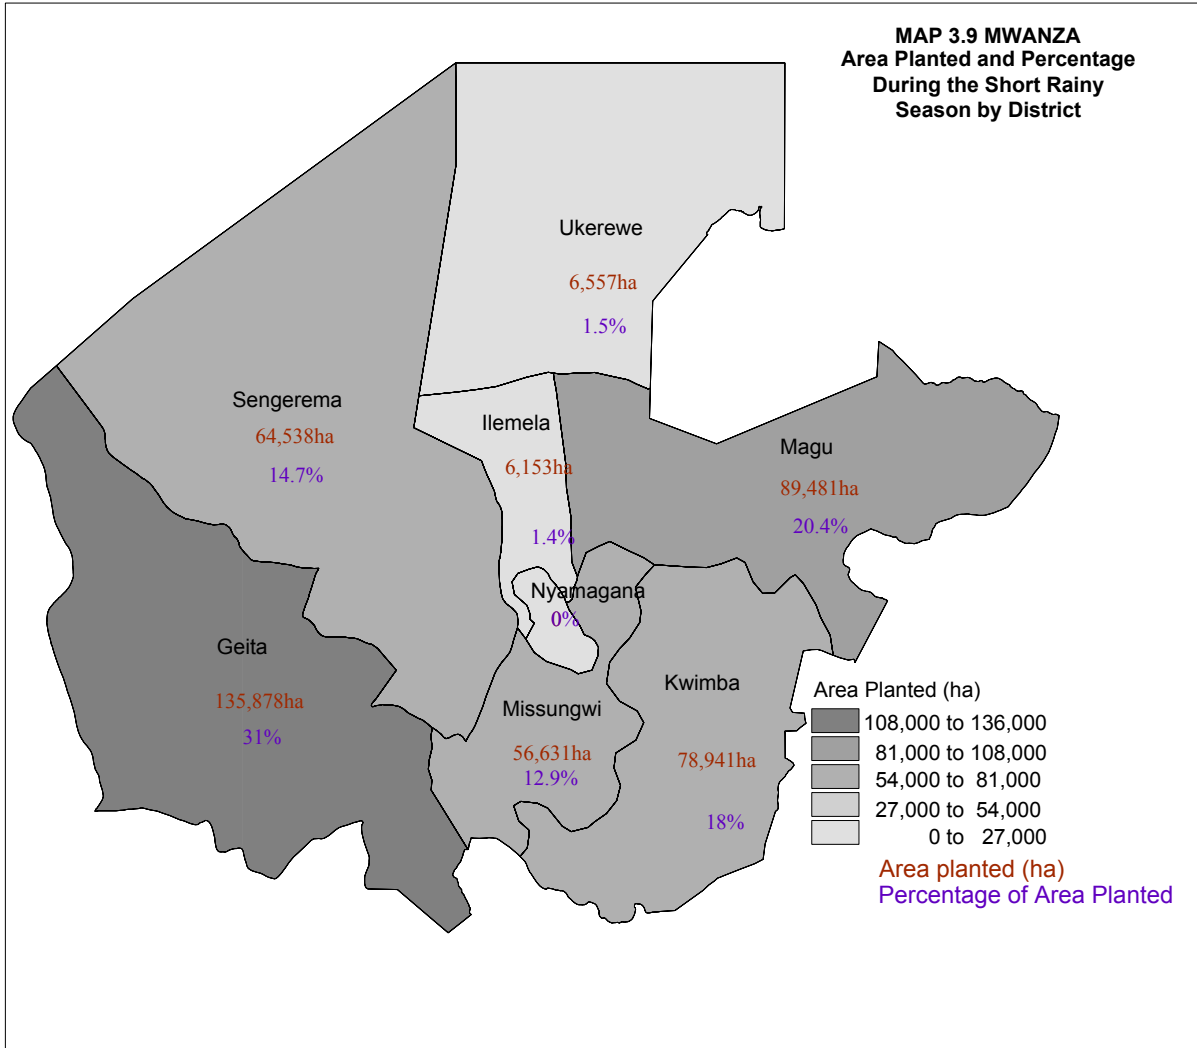 MAP 3.9 MWANZA
Area Planted and Percentage
During the Short Rainy
Season by District
Ukerewe
6,557ha
1.5%
Sengerema
64,538ha
14.7%
Ilemela
6,153ha
1.4%
Magu
89,481ha
20.4%
Nyamagana
0%
Geita
135,878ha
31%
Missungwi
56,631ha
12.9%
Kwimba
78,941ha
18%
Area Planted (ha)
108,000 to 136,000
81,000 to 108,000
54,000 to 81,000
27,000 to 54,000
0 to 27,000
Area planted (ha)
Percentage of Area Planted